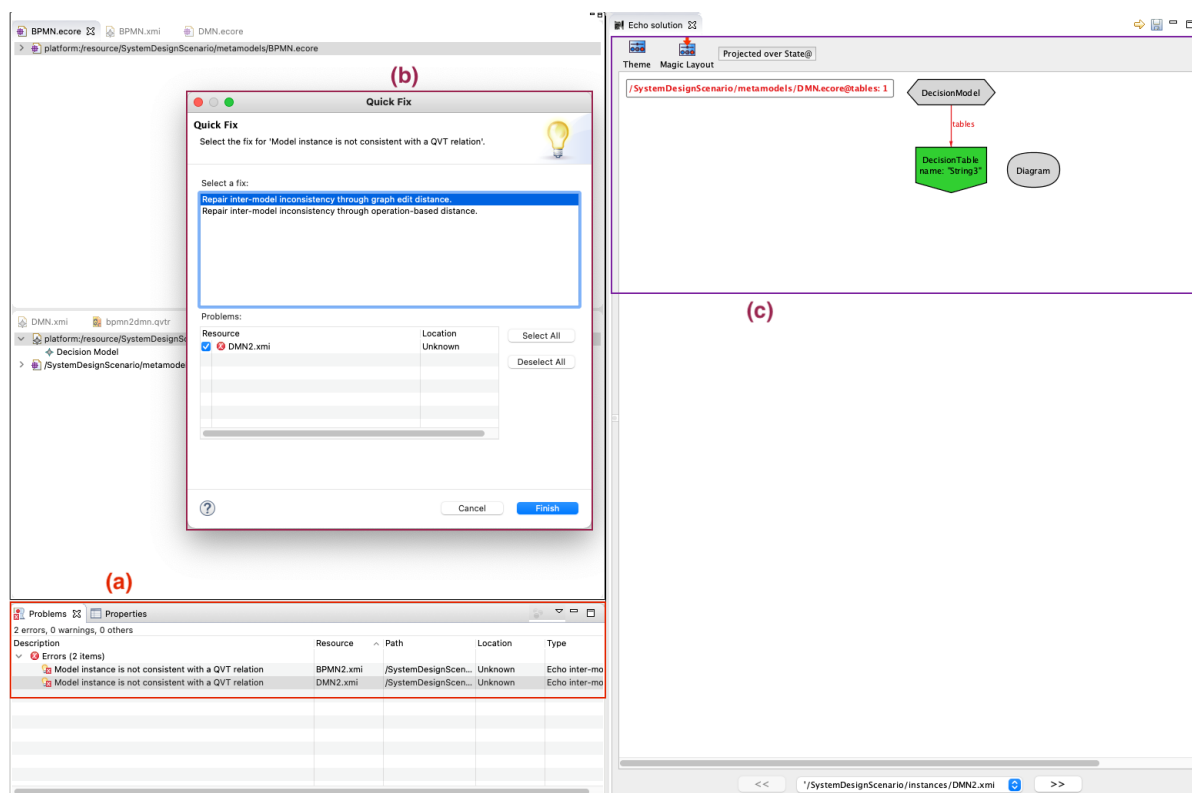 BPMN.ecore BPMN.xmi DMN.ecore
platform:/resource/SystemDesignScenario/metamodels/BPMN.ecore
(b)
Quick Fix
Quick Fix
Select the fix for 'Model instance is not consistent with a QVT relation'.
Select a fix:
Repair inter-model inconsistency through graph edit distance.
Repair inter-model inconsistency through operation-based distance.
Problems:
Resource Location
DMN2.xmi Unknown
Select All
Deselect All
? Cancel Finish
DMN.xmi bpmn2dmn.qvtr
platform:/resource/SystemDesignSc
Decision Model
/SystemDesignScenario/metamode
(a)
Problems Properties
2 errors, 0 warnings, 0 others
Description Resource Path Location Type
Errors (2 items)
Model instance is not consistent with a QVT relation BPMN2.xmi /SystemDesignScen... Unknown Echo inter-mo
Model instance is not consistent with a QVT relation DMN2.xmi /SystemDesignScen... Unknown Echo inter-mo
Echo solution
Theme Magic Layout Projected over State@
/SystemDesignScenario/metamodels/DMN.ecore@tables: 1
DecisionModel
tables
DecisionTable
name: "String3"
Diagram
(c)
<< '/SystemDesignScenario/instances/DMN2.xmi >>